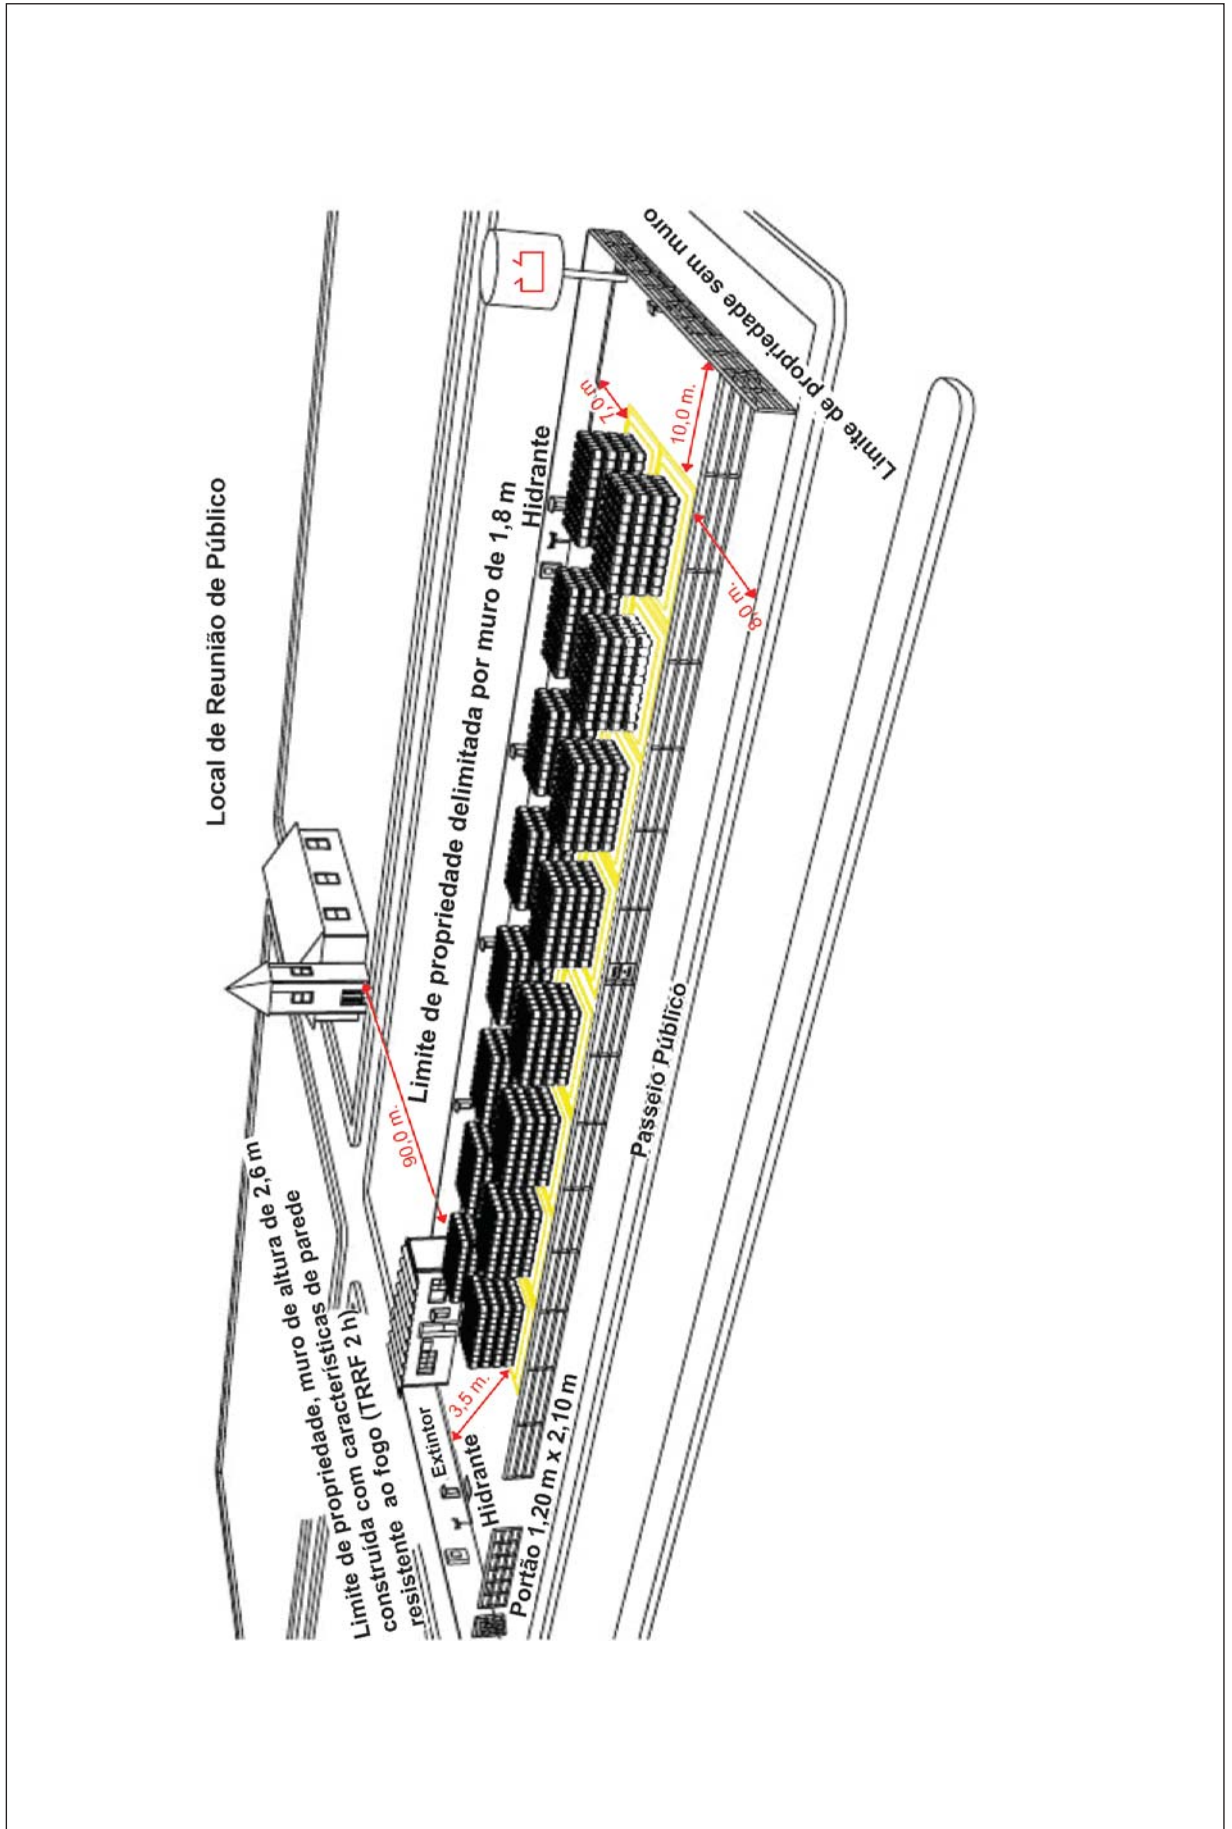 Local de Reunião de Público
Limite de propriedade, muro de altura de 2,6 m
construída com características de parede
resistente ao fogo (TRRF 2 h)
90,0 m.
Limite de propriedade delimitada por muro de 1,8 m
Hidrante
7,0 m
10,0 m.
Limite de propriedade sem muro
8,0 m.
Extintor
3,5 m.
Hidrante
Portão 1,20 m x 2,10 m
Passeio Público